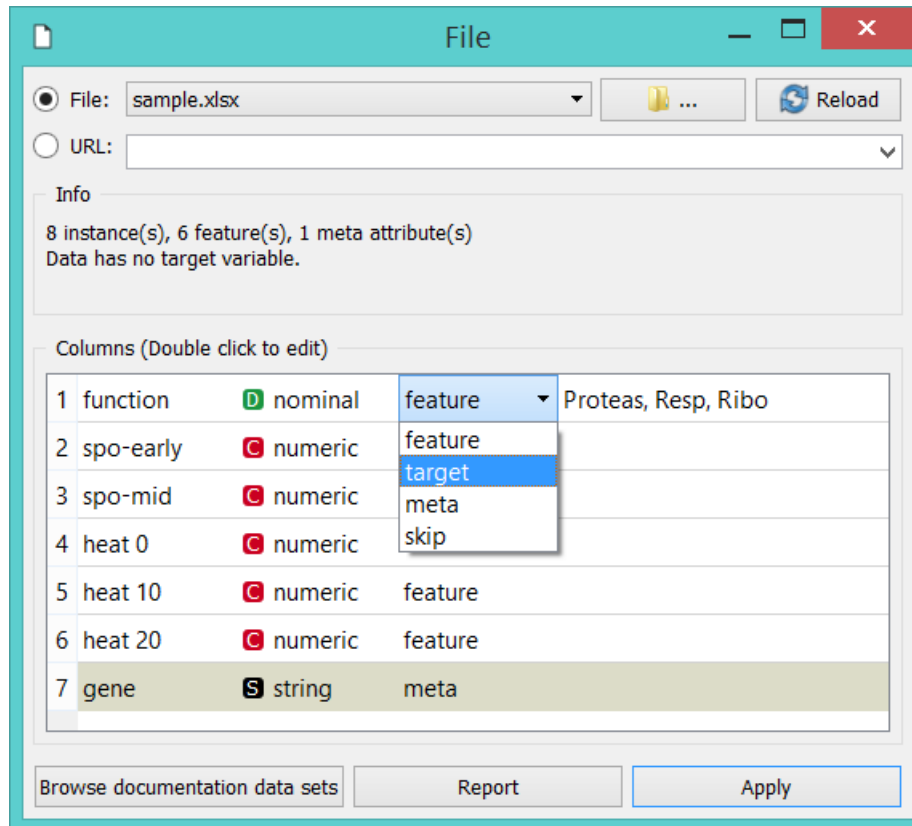 File
File: sample.xlsx ... Reload
URL:
Info
8 instance(s), 6 feature(s), 1 meta attribute(s)
Data has no target variable.
Columns (Double click to edit)
1 function D nominal feature Proteas, Resp, Ribo
feature
2 spo-early C numeric
target
3 spo-mid C numeric
meta
4 heat 0 C numeric
skip
5 heat 10 C numeric feature
6 heat 20 C numeric feature
7 gene S string meta
Browse documentation data sets Report Apply